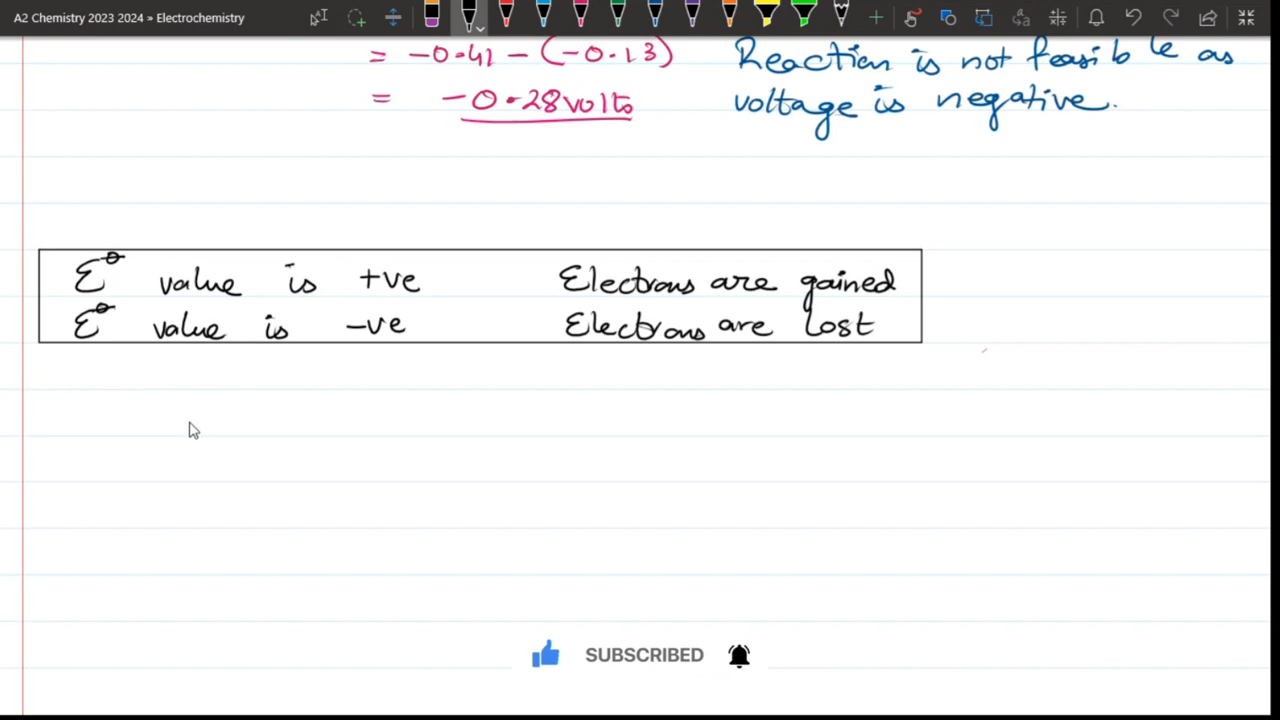 A2 Chemistry 2023 2024 » Electrochemistry
= -0.41 - (-0.13)
= -0.28 volts
Reaction is not feasible as
voltage is negative.
E⦵ value is +ve Electrons are gained
E⦵ value is -ve Electrons are lost
SUBSCRIBED